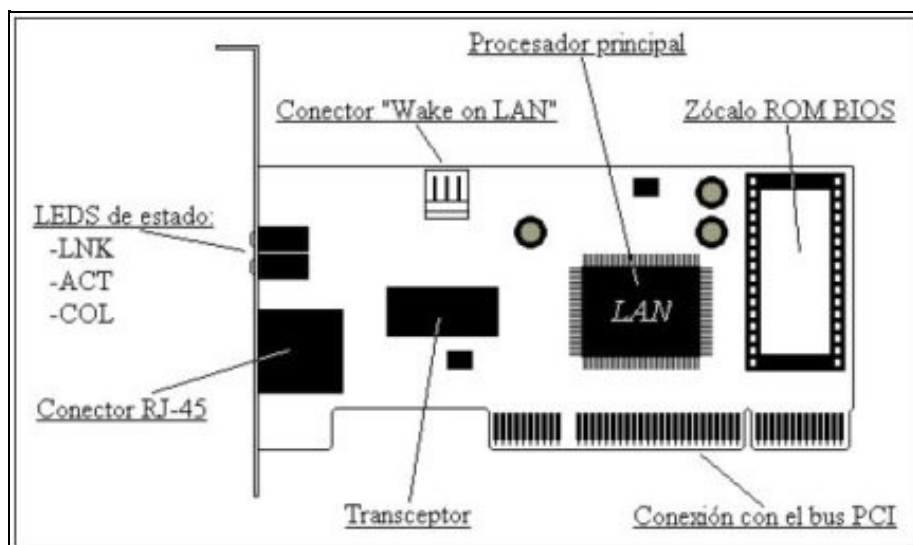 Procesador principal
Conector "Wake on LAN"
Zócalo ROM BIOS
LEDS de estado:
-LNK
-ACT
-COL
LAN
Conector RJ-45
Transceptor
Conexión con el bus PCI